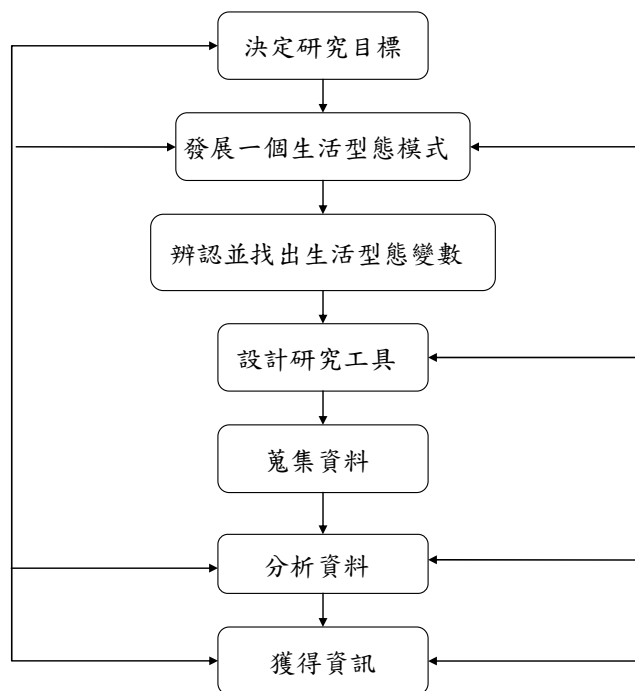 決定研究目標
發展一個生活型態模式
辨認並找出生活型態變數
設計研究工具
蒐集資料
分析資料
獲得資訊